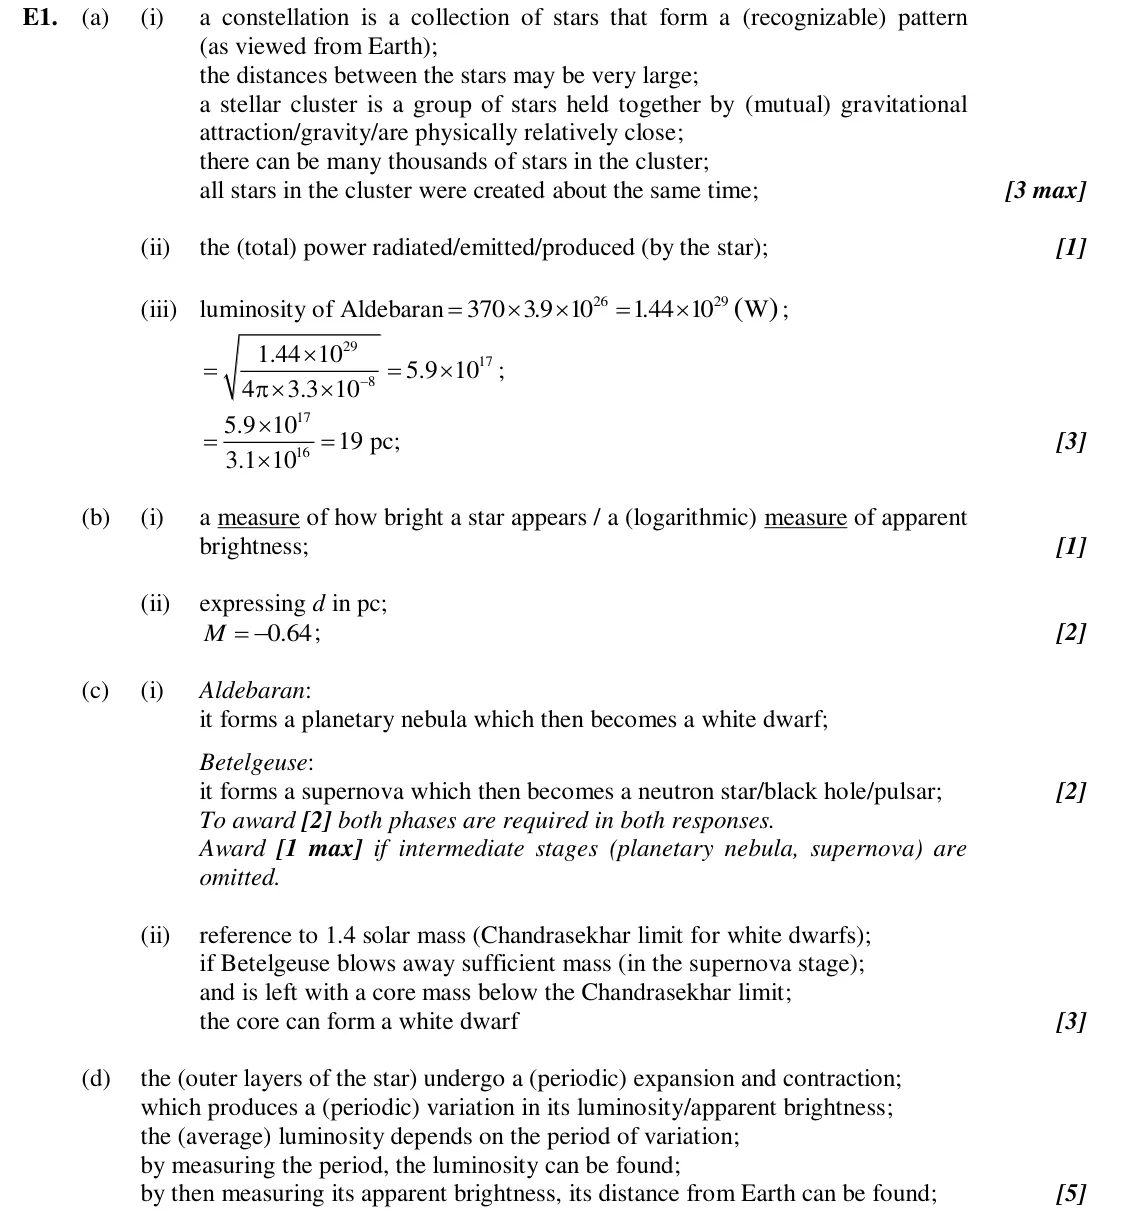 E1. (a) (i) a constellation is a collection of stars that form a (recognizable) pattern
(as viewed from Earth);
the distances between the stars may be very large;
a stellar cluster is a group of stars held together by (mutual) gravitational
attraction/gravity/are physically relatively close;
there can be many thousands of stars in the cluster;
all stars in the cluster were created about the same time; [3 max]
(ii) the (total) power radiated/emitted/produced (by the star); [1]
(iii) luminosity of Aldebaran = 370×3.9×10²⁶ = 1.44×10²⁹ (W);
= √(1.44×10²⁹ / 4π×3.3×10⁻⁸) = 5.9×10¹⁷;
= 5.9×10¹⁷ / 3.1×10¹⁶ = 19 pc; [3]
(b) (i) a measure of how bright a star appears / a (logarithmic) measure of apparent
brightness; [1]
(ii) expressing d in pc;
M = −0.64; [2]
(c) (i) Aldebaran:
it forms a planetary nebula which then becomes a white dwarf;
Betelgeuse:
it forms a supernova which then becomes a neutron star/black hole/pulsar; [2]
To award [2] both phases are required in both responses.
Award [1 max] if intermediate stages (planetary nebula, supernova) are
omitted.
(ii) reference to 1.4 solar mass (Chandrasekhar limit for white dwarfs);
if Betelgeuse blows away sufficient mass (in the supernova stage);
and is left with a core mass below the Chandrasekhar limit;
the core can form a white dwarf [3]
(d) the (outer layers of the star) undergo a (periodic) expansion and contraction;
which produces a (periodic) variation in its luminosity/apparent brightness;
the (average) luminosity depends on the period of variation;
by measuring the period, the luminosity can be found;
by then measuring its apparent brightness, its distance from Earth can be found; [5]